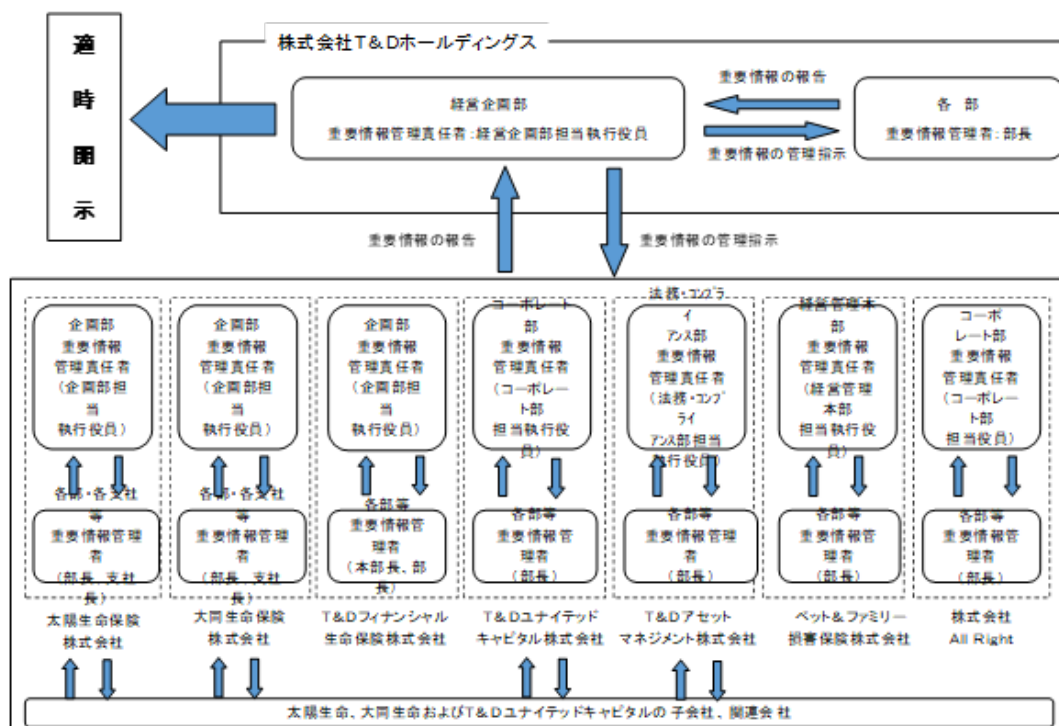 適
時
開
示
株式会社T&Dホールディングス
経営企画部
重要情報管理責任者:経営企画部担当執行役員
重要情報の報告
重要情報の管理指示
各 部
重要情報管理者:部長
重要情報の報告
重要情報の管理指示
企画部
重要情報
管理責任者
(企画部担
当
執行役員)
各部・各支社
等
重要情報管理
者
(部長、支社
長)
太陽生命保険
株式会社
企画部
重要情報
管理責任者
(企画部担
当
執行役員)
各部・各支社
等
重要情報管理
者
(部長、支社
長)
大同生命保険
株式会社
企画部
重要情報
管理責任者
(企画部担
当
執行役員)
各部等
重要情報管
理者
(本部長、部
長)
T&Dフィナンシャル
生命保険株式会社
コーポレート
部
重要情報
管理責任者
(コーポレー
ト部
担当執行役
員)
各部等
重要情報管
理者
(部長)
T&Dユナイテッド
キャピタル株式会社
法務・コンプラ
イ
アンス部
重要情報
管理責任者
(法務・コンプ
ライ
アンス部担当
執行役員)
各部等
重要情報管理
者
(部長)
T&Dアセット
マネジメント株式会社
経営管理本
部
重要情報
管理責任者
(経営管理
本部
担当執行役
員)
各部等
重要情報管
理者
(部長)
ペット&ファミリー
損害保険株式会社
コーポ
レート部
重要情報
管理責任者
(コーポレー
ト部
担当役員)
各部等
重要情報管
理者
(部長)
株式会社
All Right
太陽生命、大同生命およびT&Dユナイテッドキャピタルの子会社、関連会社